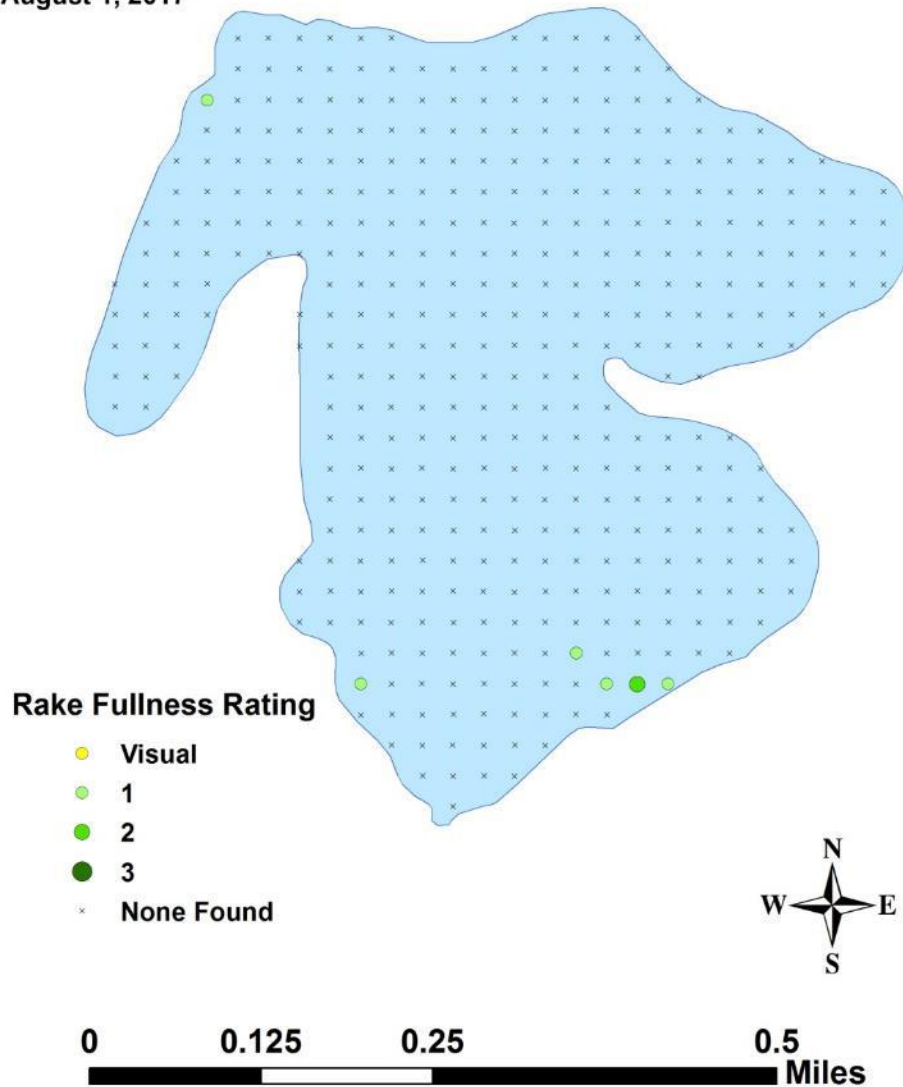 August 1, 2017
Rake Fullness Rating
Visual
1
2
3
None Found
N
W E
S
0 0.125 0.25 0.5
Miles